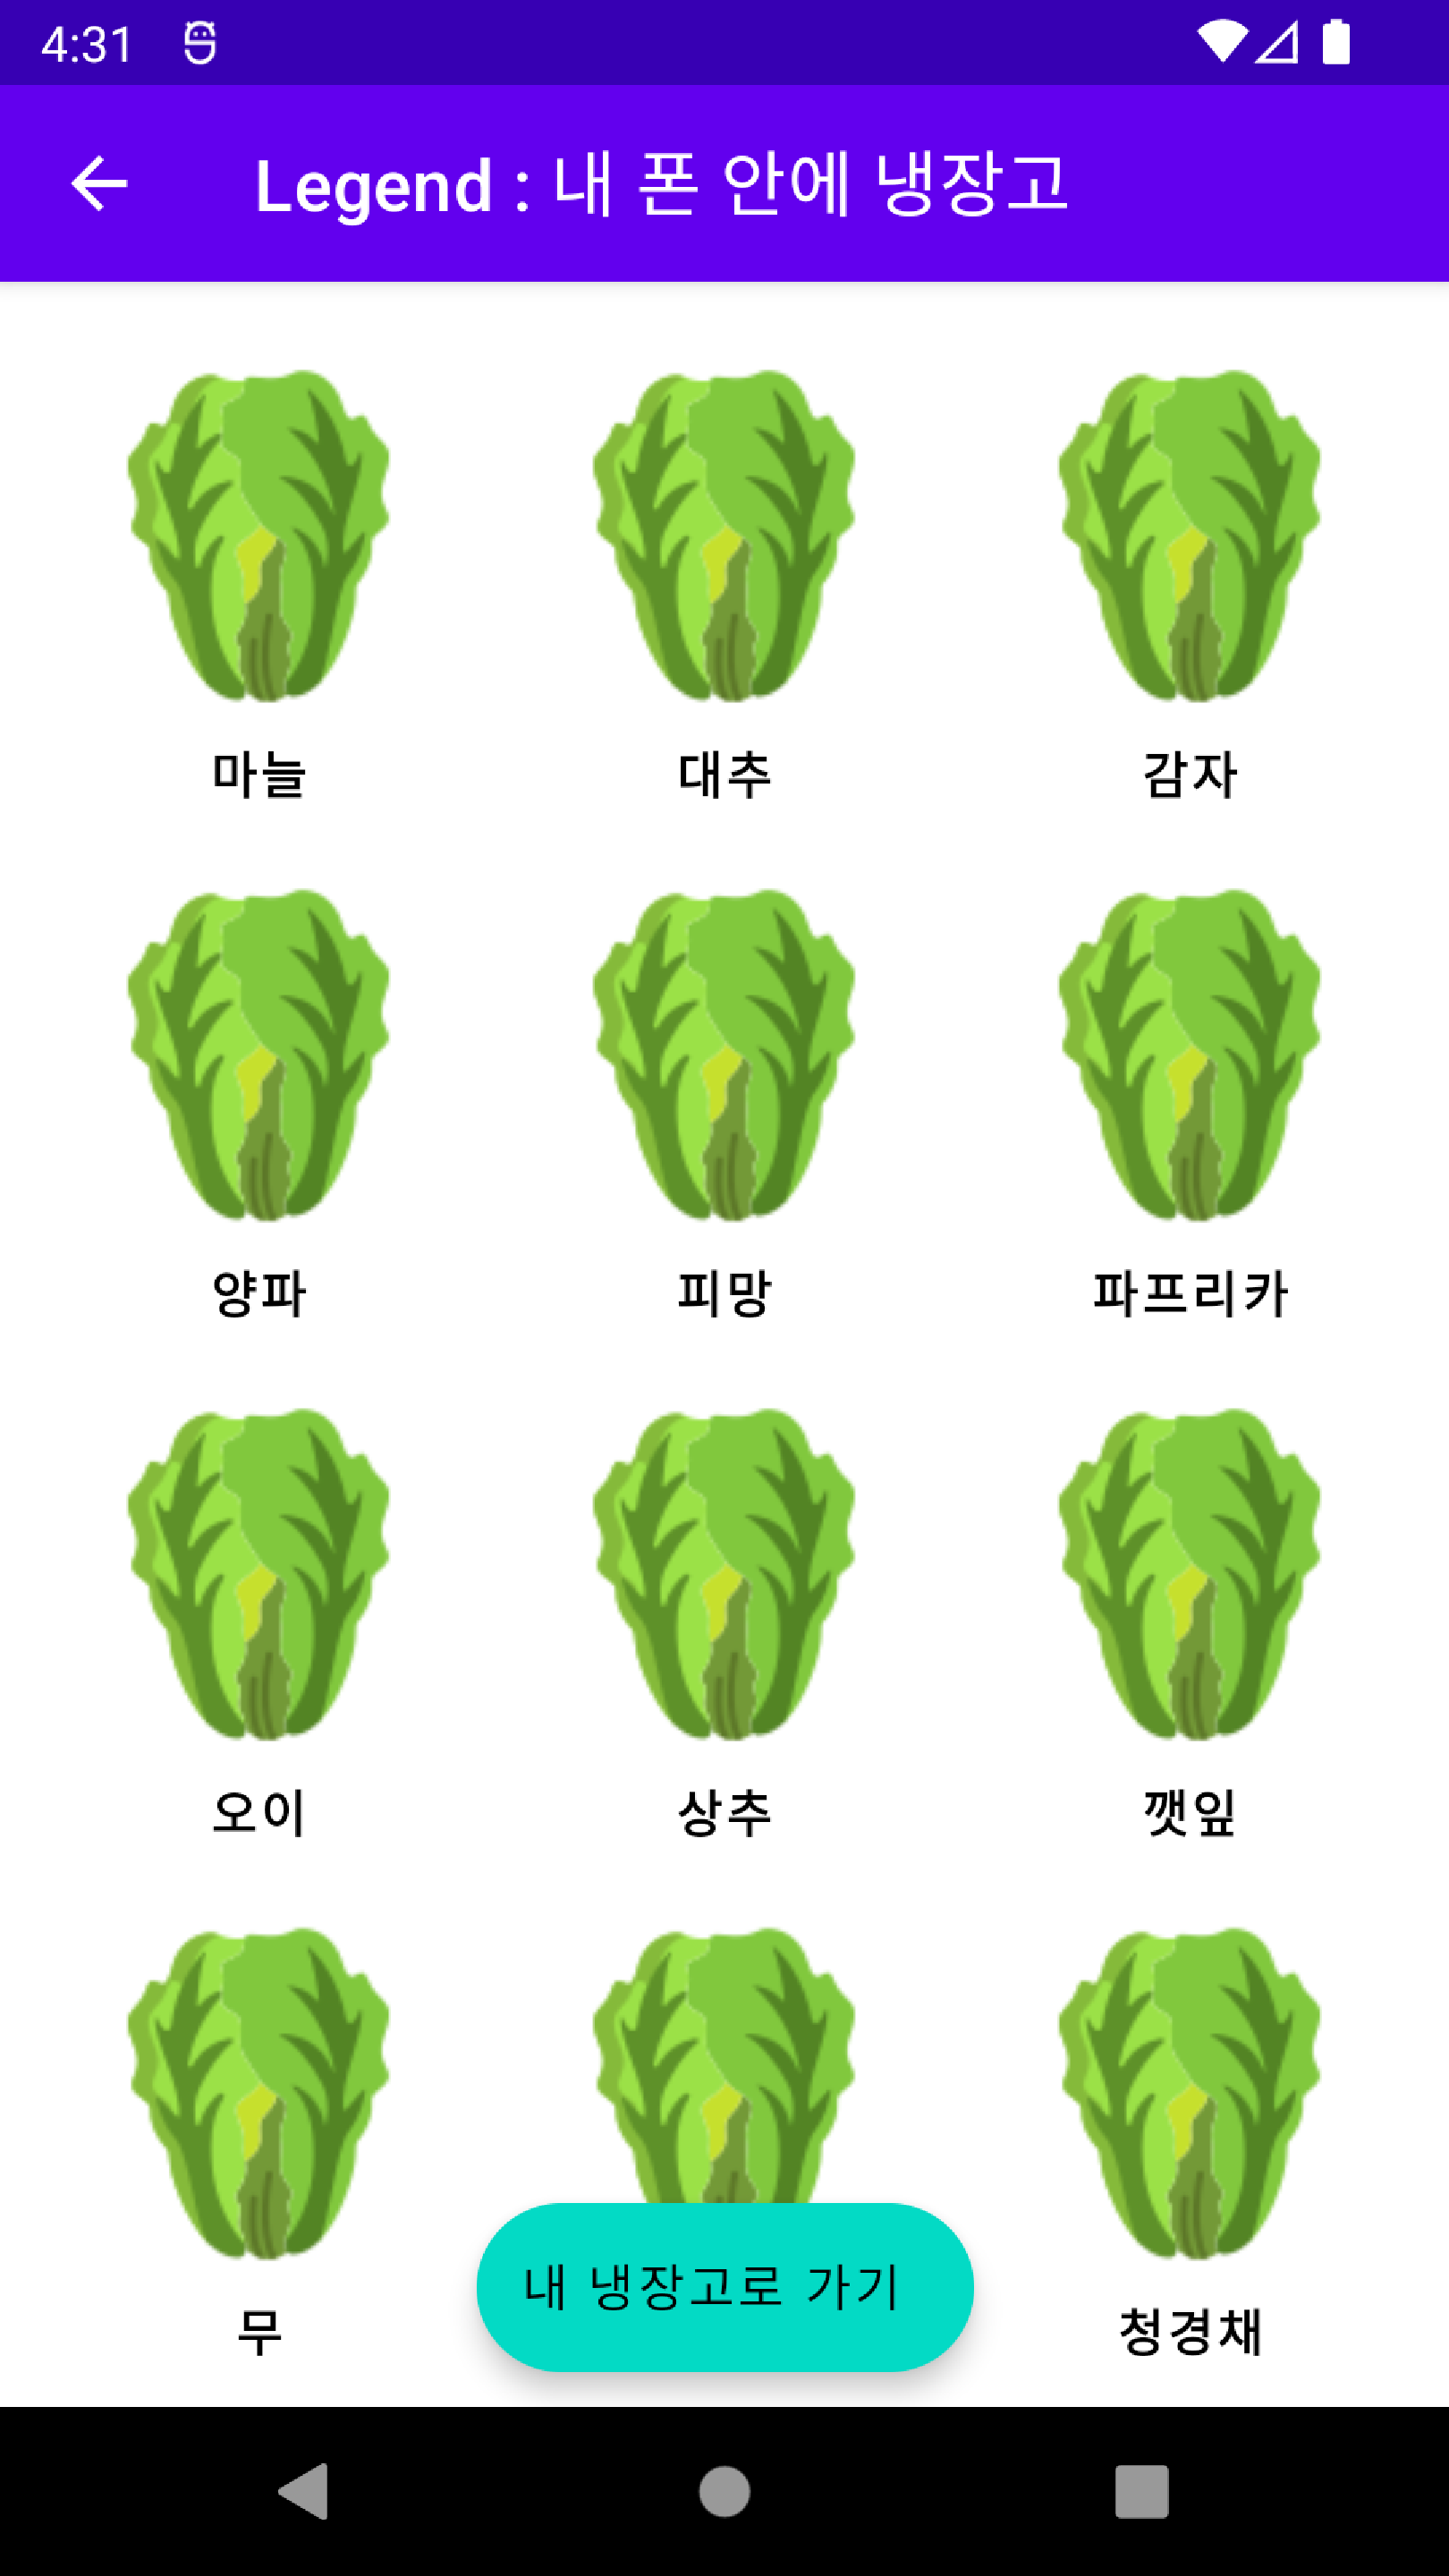 4:31
Legend : 내 폰 안에 냉장고
마늘 대추 감자
양파 피망 파프리카
오이 상추 깻잎
무 청경채
내 냉장고로 가기